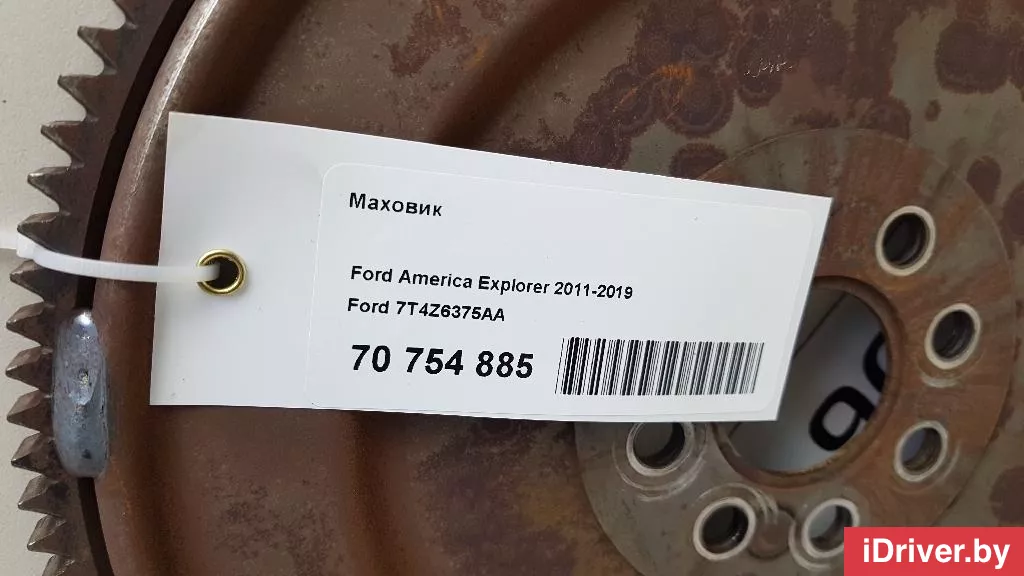 Маховик
Ford America Explorer 2011-2019
Ford 7T4Z6375AA
70 754 885
iDriver.by